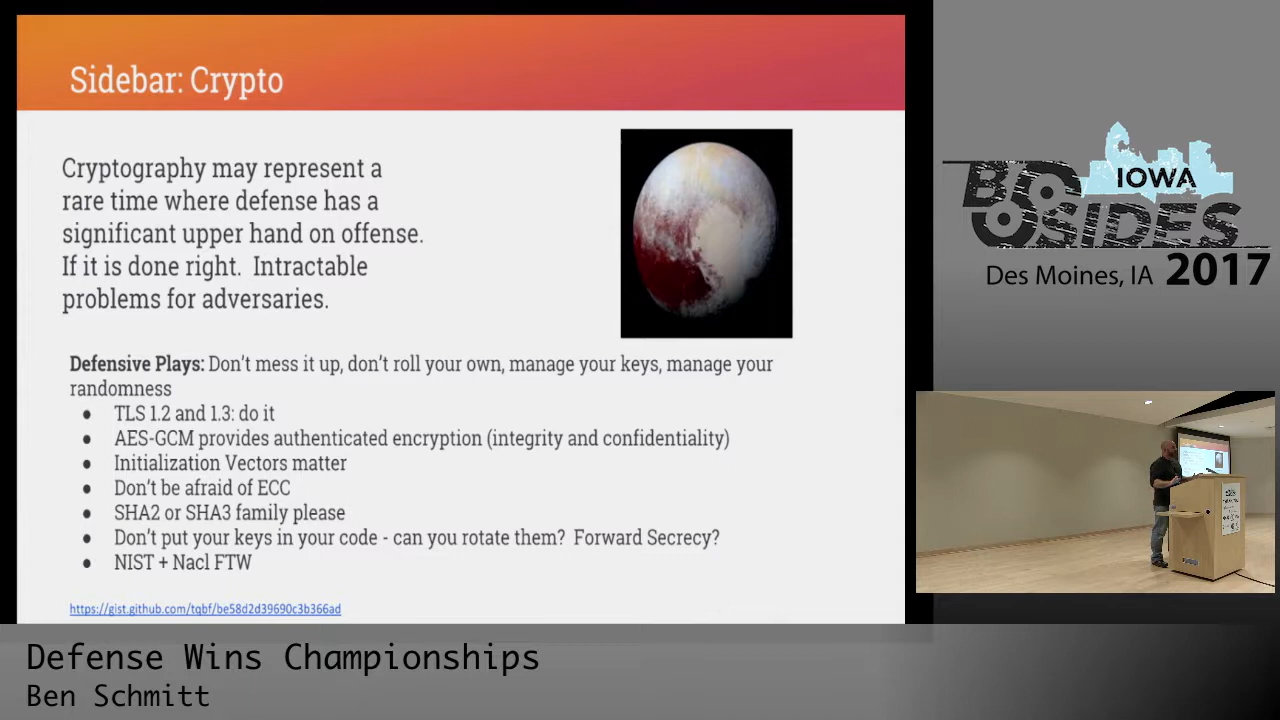 Sidebar: Crypto
Cryptography may represent a
rare time where defense has a
significant upper hand on offense.
If it is done right. Intractable
problems for adversaries.
Defensive Plays: Don't mess it up, don't roll your own, manage your keys, manage your
randomness
● TLS 1.2 and 1.3: do it
● AES-GCM provides authenticated encryption (integrity and confidentiality)
● Initialization Vectors matter
● Don't be afraid of ECC
● SHA2 or SHA3 family please
● Don't put your keys in your code - can you rotate them? Forward Secrecy?
● NIST + Nacl FTW
https://gist.github.com/tqbf/be58d2d39690c3b366ad
IOWA
BSIDES
Des Moines, IA 2017
Defense Wins Championships
Ben Schmitt